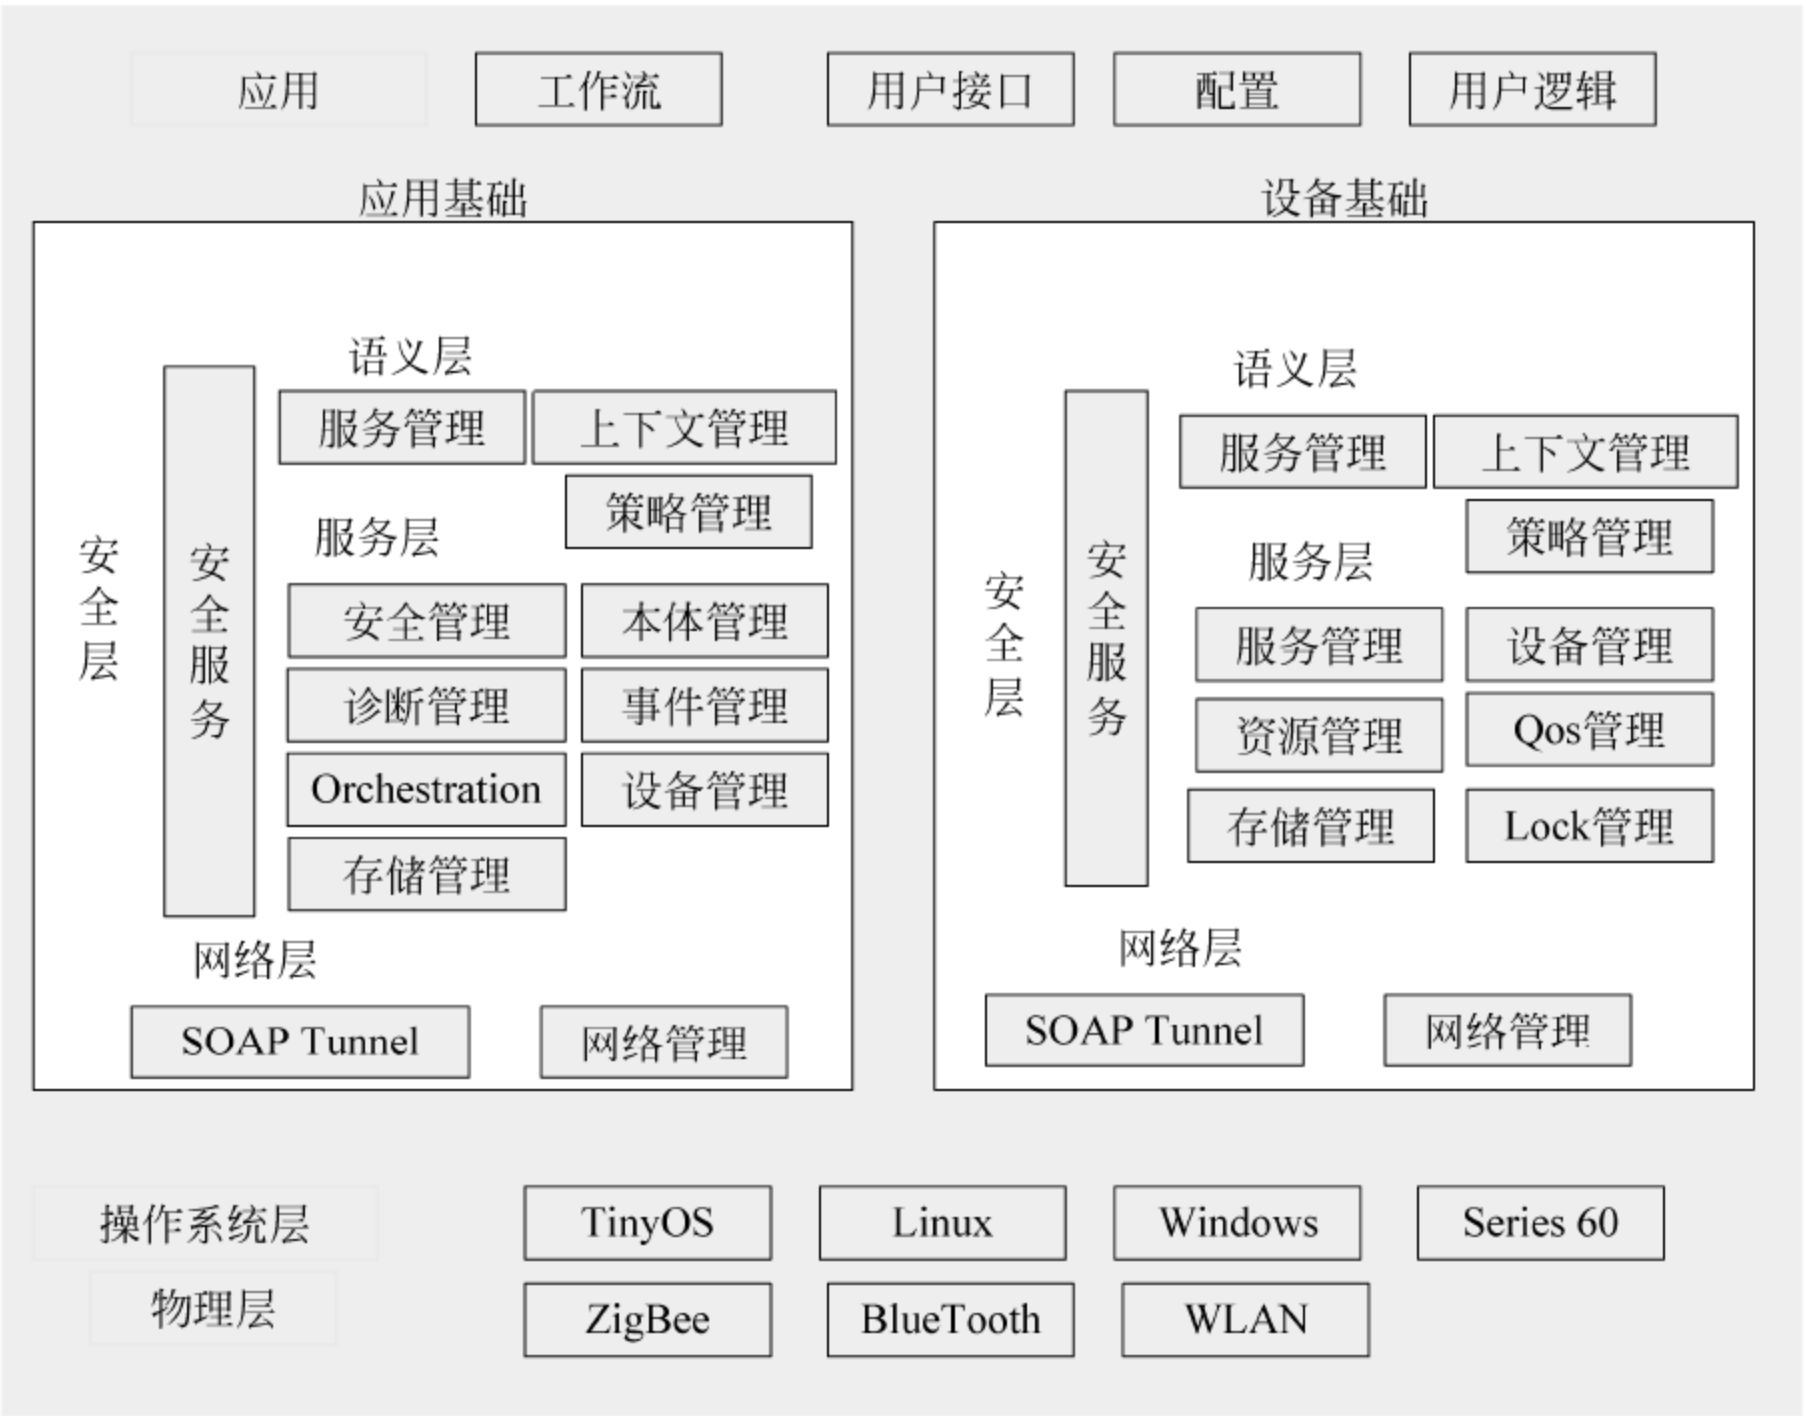 应用 工作流 用户接口 配置 用户逻辑
应用基础
安全层
安全服务
语义层
服务管理 上下文管理
策略管理
服务层
安全管理 本体管理
诊断管理 事件管理
Orchestration 设备管理
存储管理
网络层
SOAP Tunnel 网络管理
设备基础
安全层
安全服务
语义层
服务管理 上下文管理
策略管理
服务层
服务管理 设备管理
资源管理 Qos管理
存储管理 Lock管理
网络层
SOAP Tunnel 网络管理
操作系统层 TinyOS Linux Windows Series 60
物理层 ZigBee BlueTooth WLAN